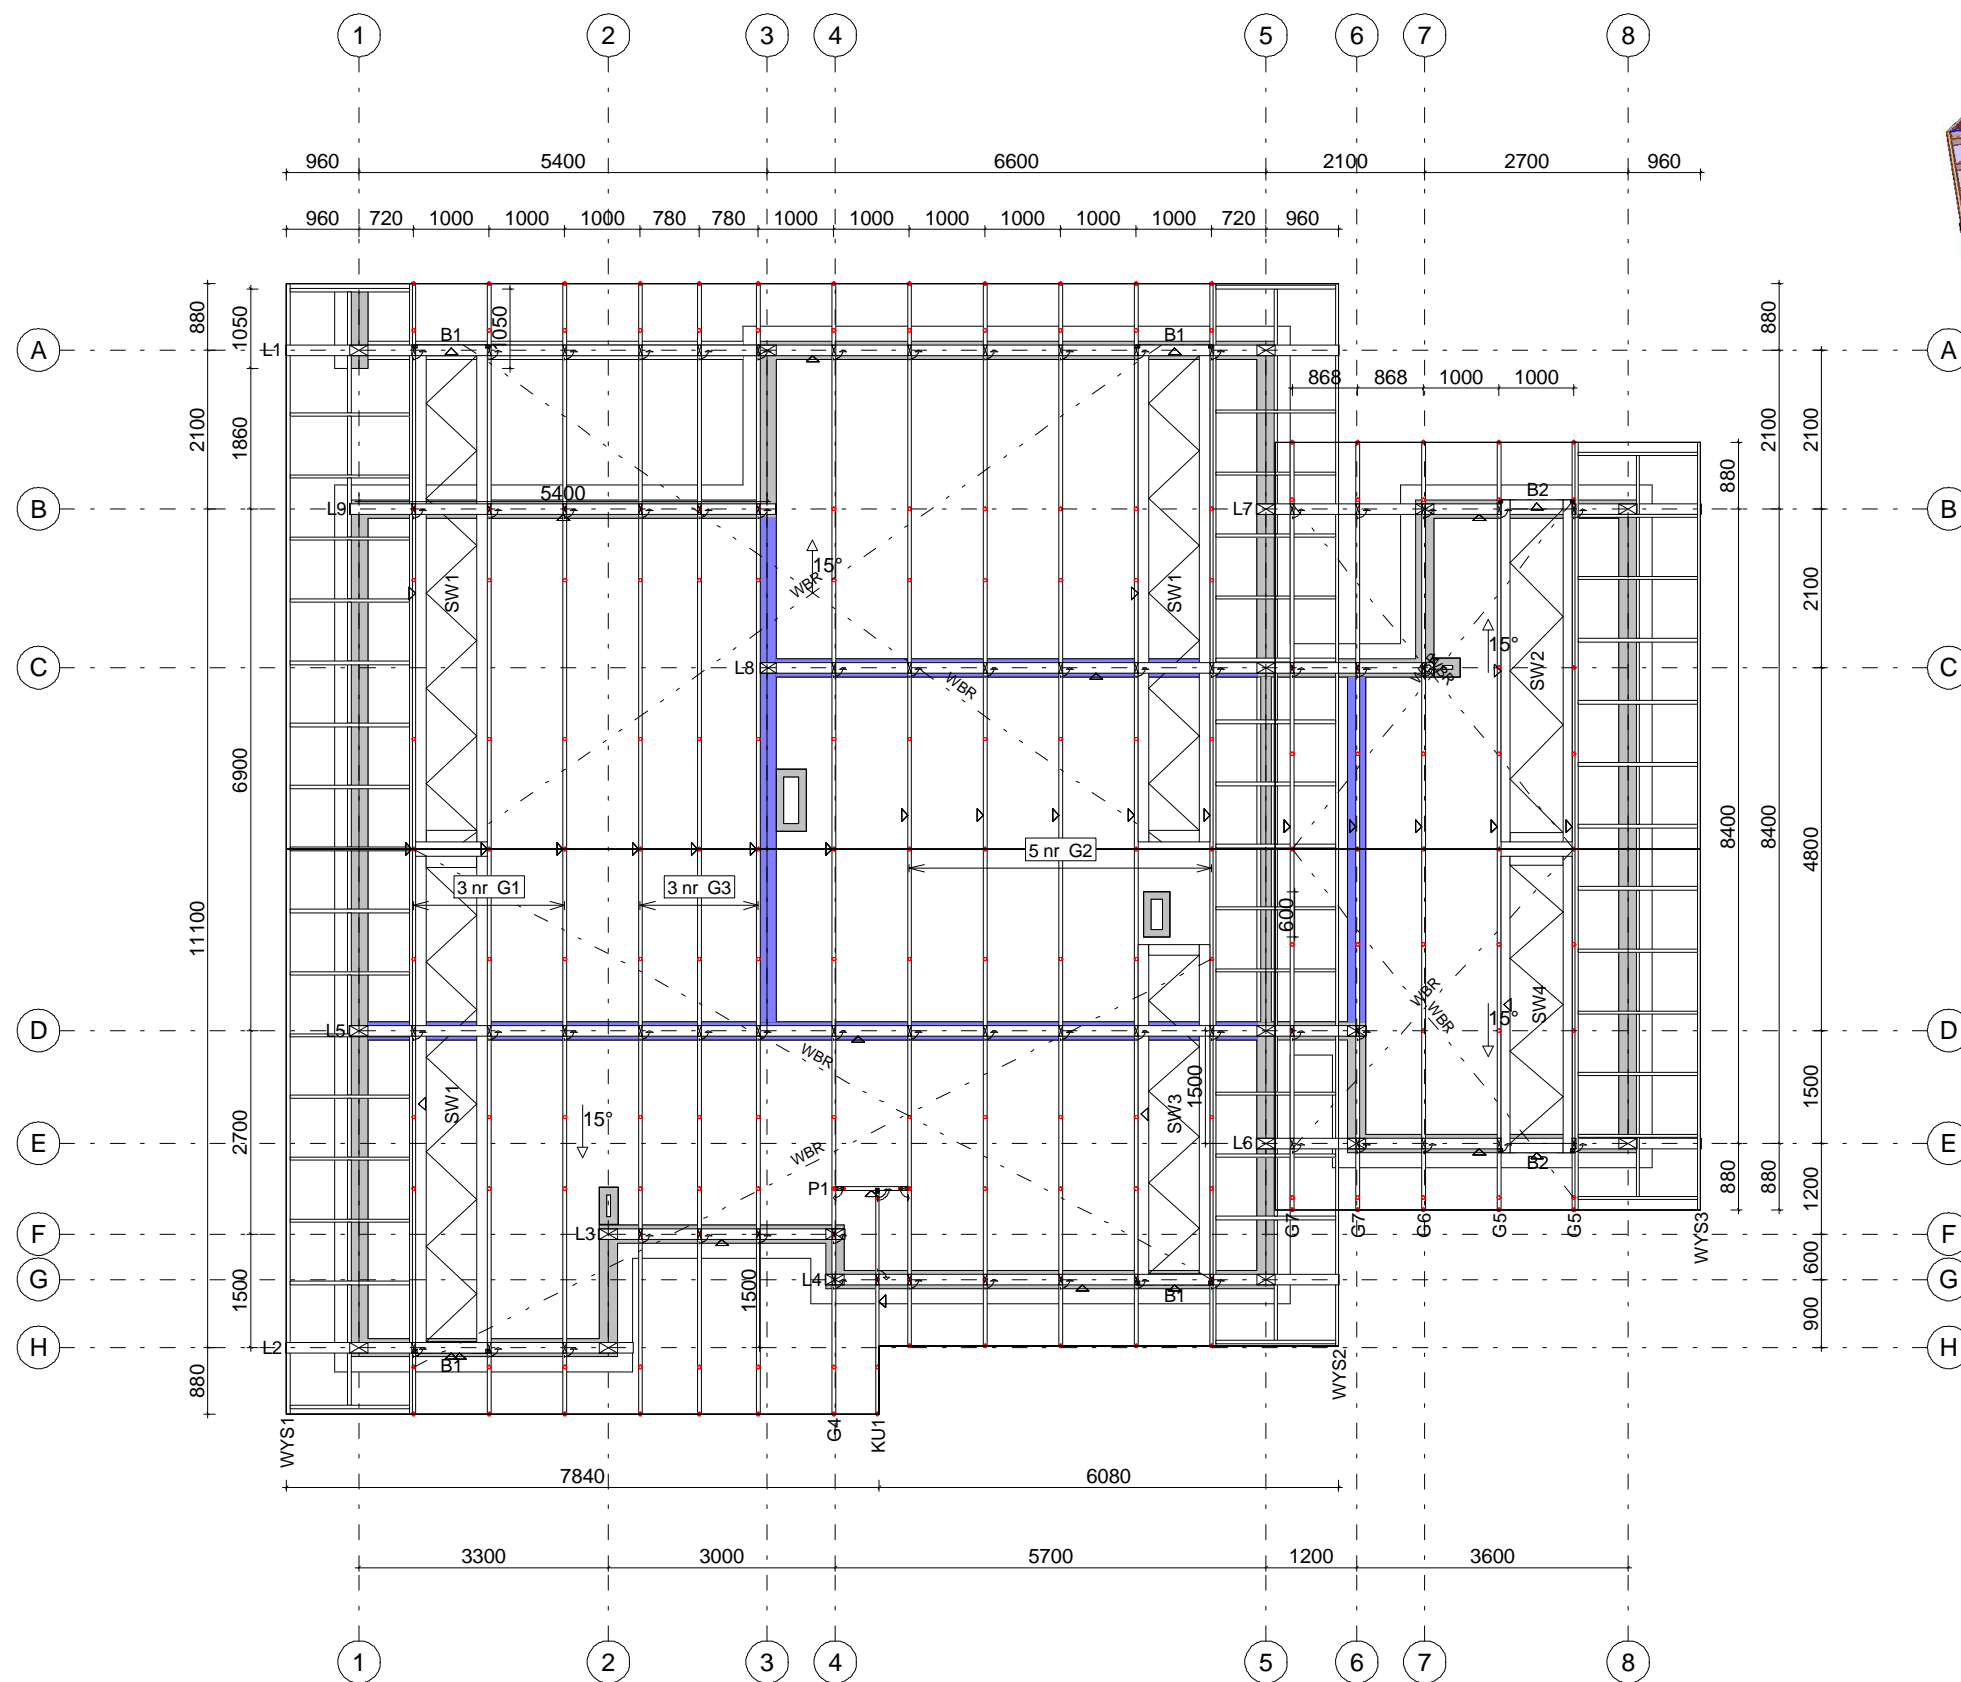 1 2 3 4 5 6 7 8
960 5400 6600 2100 2700 960
960 720 1000 1000 1000 780 780 1000 1000 1000 1000 1000 1000 720 960
880 1050 1050 880
A L1 B1 B1 A
868 868 1000 1000
2100 1860 2100 2100
880
B L9 5400 L7 B2 B
SW1 15° WBR SW1 2100
15°
C L8 WBR WBR WBR SW2 C
6900 8400 8400 4800
5 nr G2
3 nr G1 3 nr G3
11100 600
WBR WBR SW4 15°
D L5 WBR D
SW1 15° 1500 SW3 1500
2700
E WBR L6 B2 E
P1 880 880 1200
F L3 G7 G7 G6 G5 G5 WYS3 F
G L4 B1 600 G
1500 1500 900
H L2 B1 H
880 WYS2
WYS1 G4 KU1
7840 6080
3300 3000 5700 1200 3600
1 2 3 4 5 6 7 8